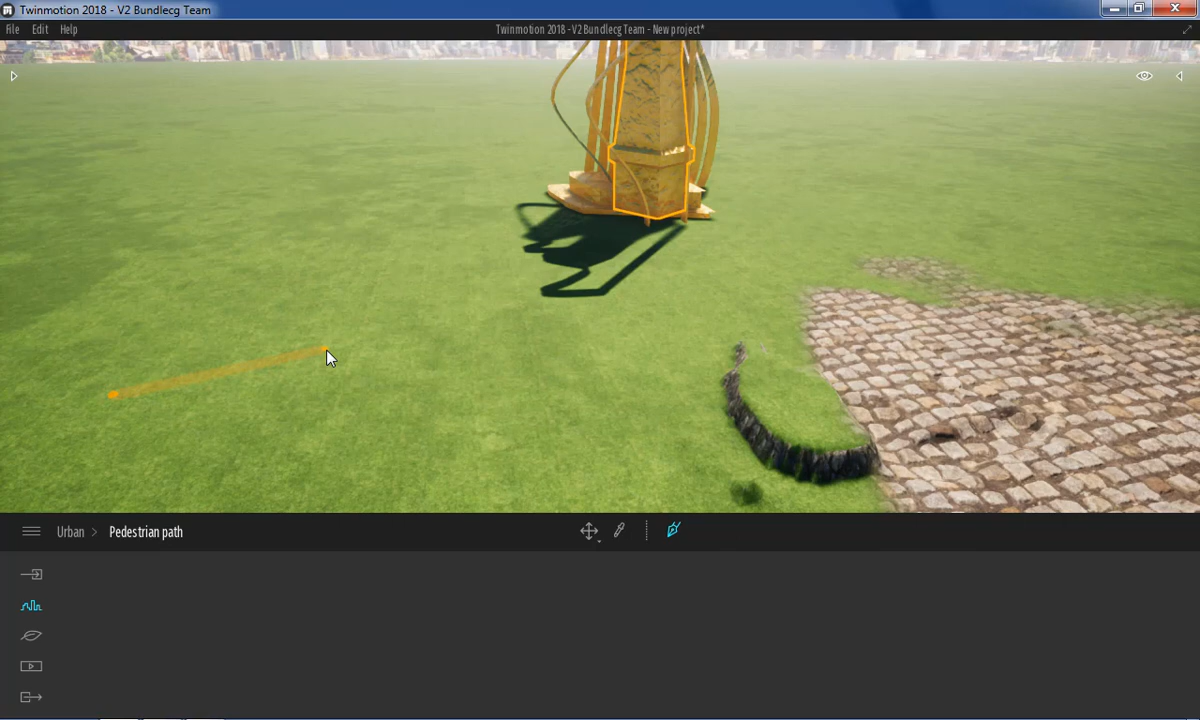 Twinmotion 2018 - V2 Bundlecg Team
File Edit Help
Twinmotion 2018 - V2 Bundlecg Team - New project*
Urban > Pedestrian path